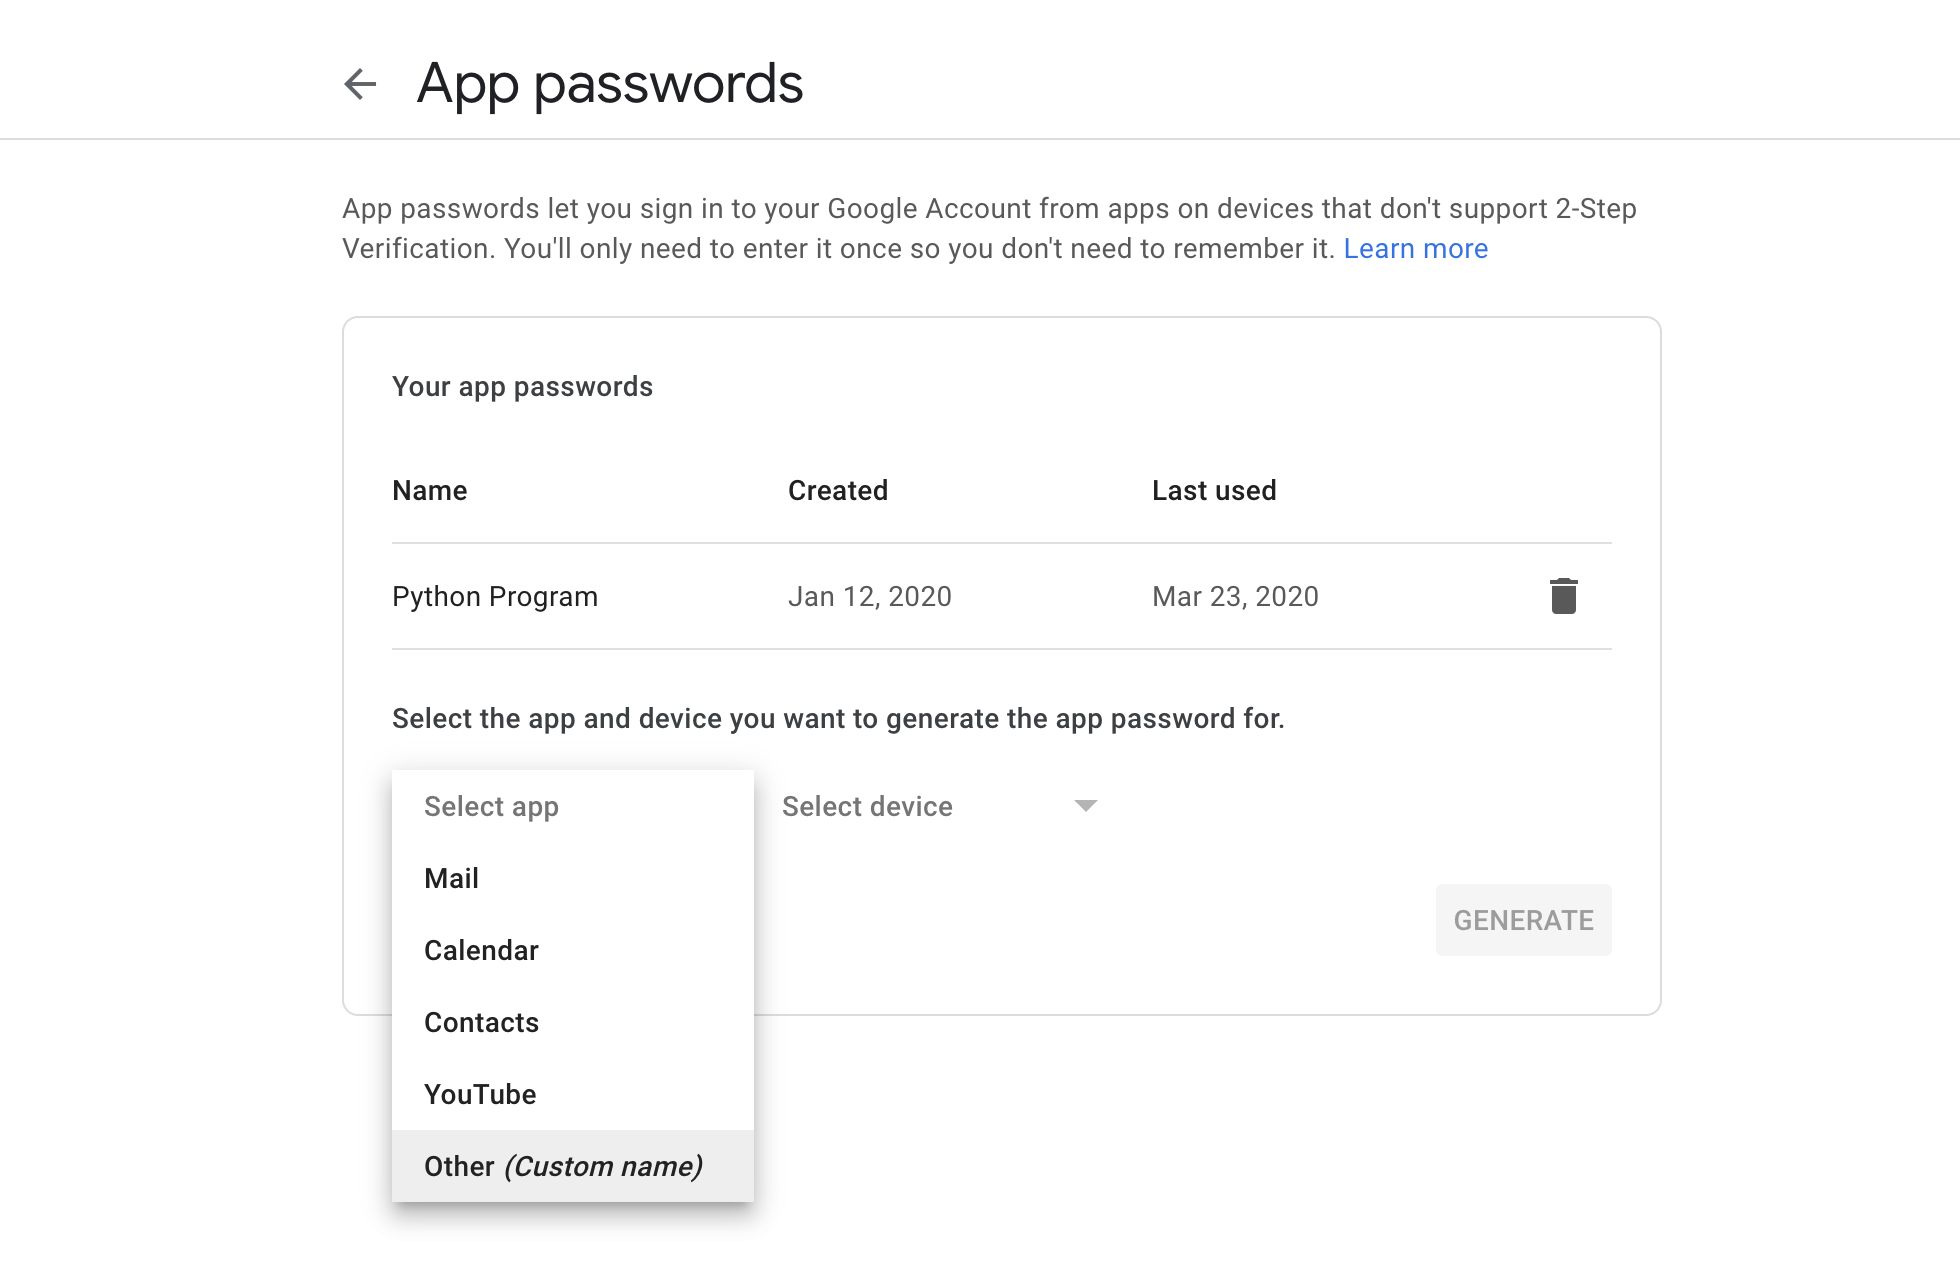 App passwords
App passwords let you sign in to your Google Account from apps on devices that don't support 2-Step
Verification. You'll only need to enter it once so you don't need to remember it. Learn more
Your app passwords
Name Created Last used
Python Program Jan 12, 2020 Mar 23, 2020
Select the app and device you want to generate the app password for.
Select app Select device
Mail
Calendar
Contacts
YouTube
Other (Custom name)
GENERATE